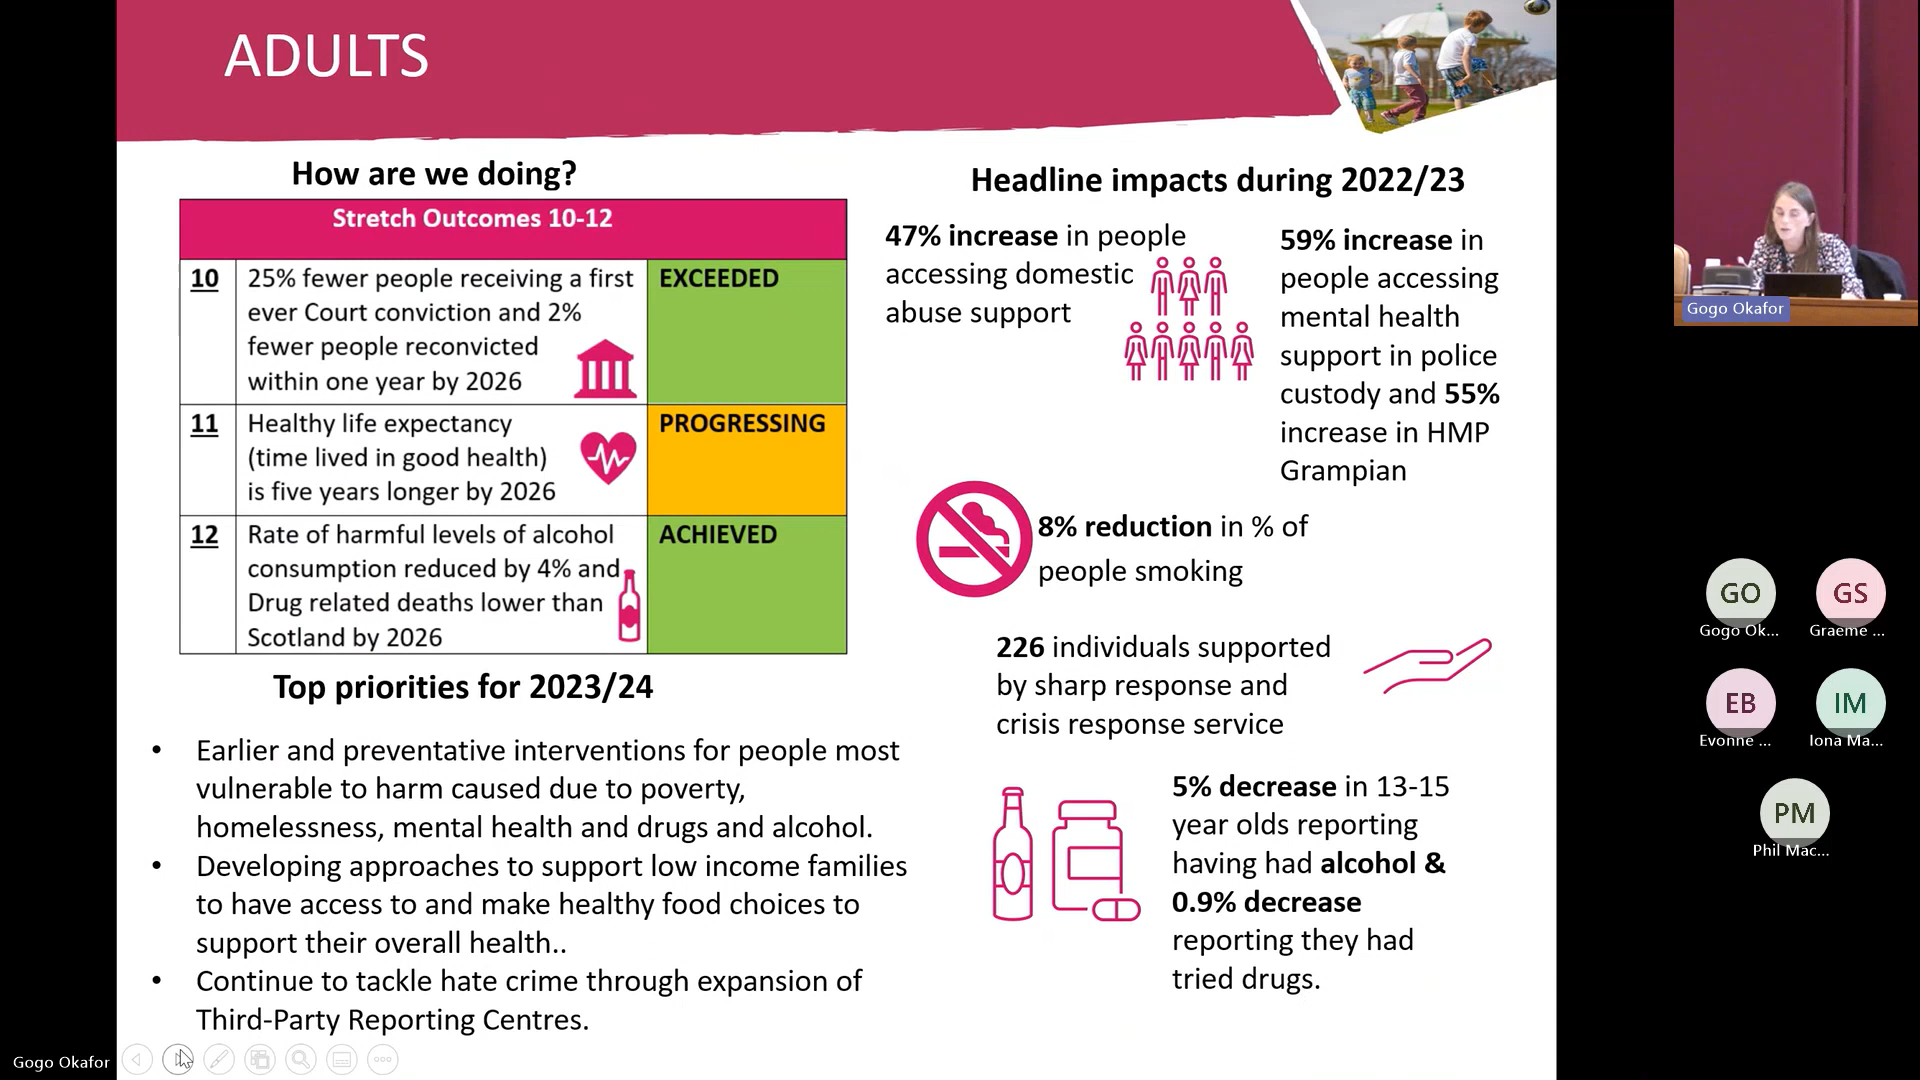 ADULTS
How are we doing?
Stretch Outcomes 10-12
10
25% fewer people receiving a first
ever Court conviction and 2%
fewer people reconvicted
within one year by 2026
EXCEEDED
11
Healthy life expectancy
(time lived in good health)
is five years longer by 2026
PROGRESSING
12
Rate of harmful levels of alcohol
consumption reduced by 4% and
Drug related deaths lower than
Scotland by 2026
ACHIEVED
Top priorities for 2023/24
• Earlier and preventative interventions for people most
vulnerable to harm caused due to poverty,
homelessness, mental health and drugs and alcohol.
• Developing approaches to support low income families
to have access to and make healthy food choices to
support their overall health..
• Continue to tackle hate crime through expansion of
Third-Party Reporting Centres.
Headline impacts during 2022/23
47% increase in people
accessing domestic
abuse support
59% increase in
people accessing
mental health
support in police
custody and 55%
increase in HMP
Grampian
8% reduction in % of
people smoking
226 individuals supported
by sharp response and
crisis response service
5% decrease in 13-15
year olds reporting
having had alcohol &
0.9% decrease
reporting they had
tried drugs.
Gogo Okafor
GO
Gogo Ok...
GS
Graeme ...
EB
Evonne ...
IM
Iona Ma...
PM
Phil Mac...
Gogo Okafor